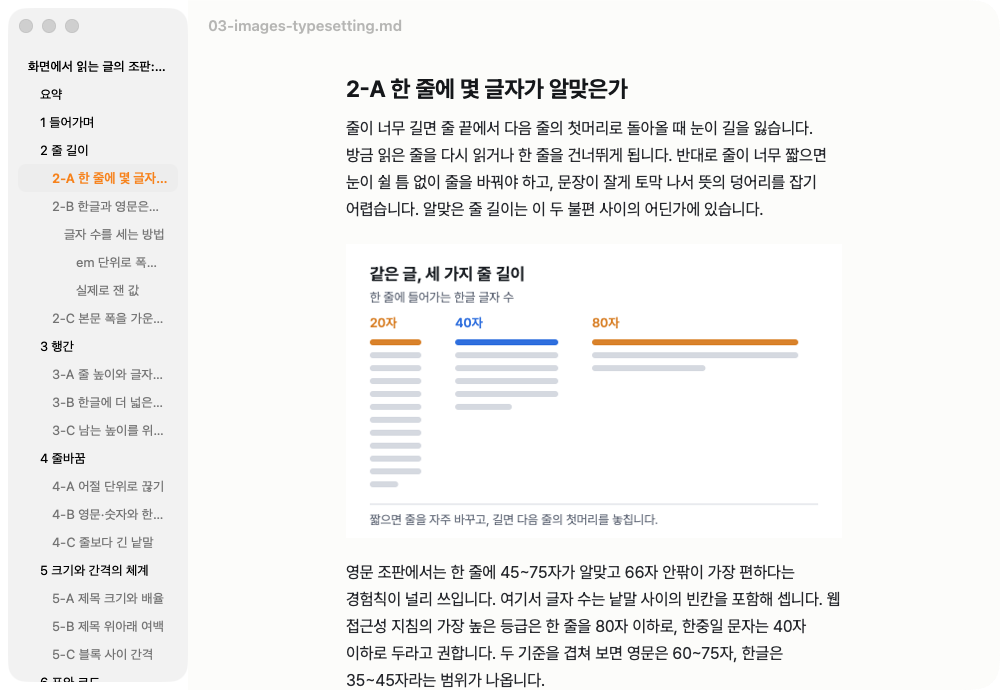 03-images-typesetting.md
화면에서 읽는 글의 조판:...
요약
1 들어가며
2 줄 길이
2-A 한 줄에 몇 글자...
2-B 한글과 영문은...
글자 수를 세는 방법
em 단위로 폭...
실제로 잰 값
2-C 본문 폭을 가운...
3 행간
3-A 줄 높이와 글자...
3-B 한글에 더 넓은...
3-C 남는 높이를 위...
4 줄바꿈
4-A 어절 단위로 끊기
4-B 영문·숫자와 한...
4-C 줄보다 긴 낱말
5 크기와 간격의 체계
5-A 제목 크기와 배율
5-B 제목 위아래 여백
5-C 블록 사이 간격
6 표와 코드
2-A 한 줄에 몇 글자가 알맞은가
줄이 너무 길면 줄 끝에서 다음 줄의 첫머리로 돌아올 때 눈이 길을 잃습니다.
방금 읽은 줄을 다시 읽거나 한 줄을 건너뛰게 됩니다. 반대로 줄이 너무 짧으면
눈이 쉴 틈 없이 줄을 바꿔야 하고, 문장이 잘게 토막 나서 뜻의 덩어리를 잡기
어렵습니다. 알맞은 줄 길이는 이 두 불편 사이의 어딘가에 있습니다.
같은 글, 세 가지 줄 길이
한 줄에 들어가는 한글 글자 수
20자 40자 80자
짧으면 줄을 자주 바꾸고, 길면 다음 줄의 첫머리를 놓칩니다.
영문 조판에서는 한 줄에 45~75자가 알맞고 66자 안팎이 가장 편하다는
경험칙이 널리 쓰입니다. 여기서 글자 수는 낱말 사이의 빈칸을 포함해 셉니다. 웹
접근성 지침의 가장 높은 등급은 한 줄을 80자 이하로, 한중일 문자는 40자
이하로 두라고 권합니다. 두 기준을 겹쳐 보면 영문은 60~75자, 한글은
35~45자라는 범위가 나옵니다.